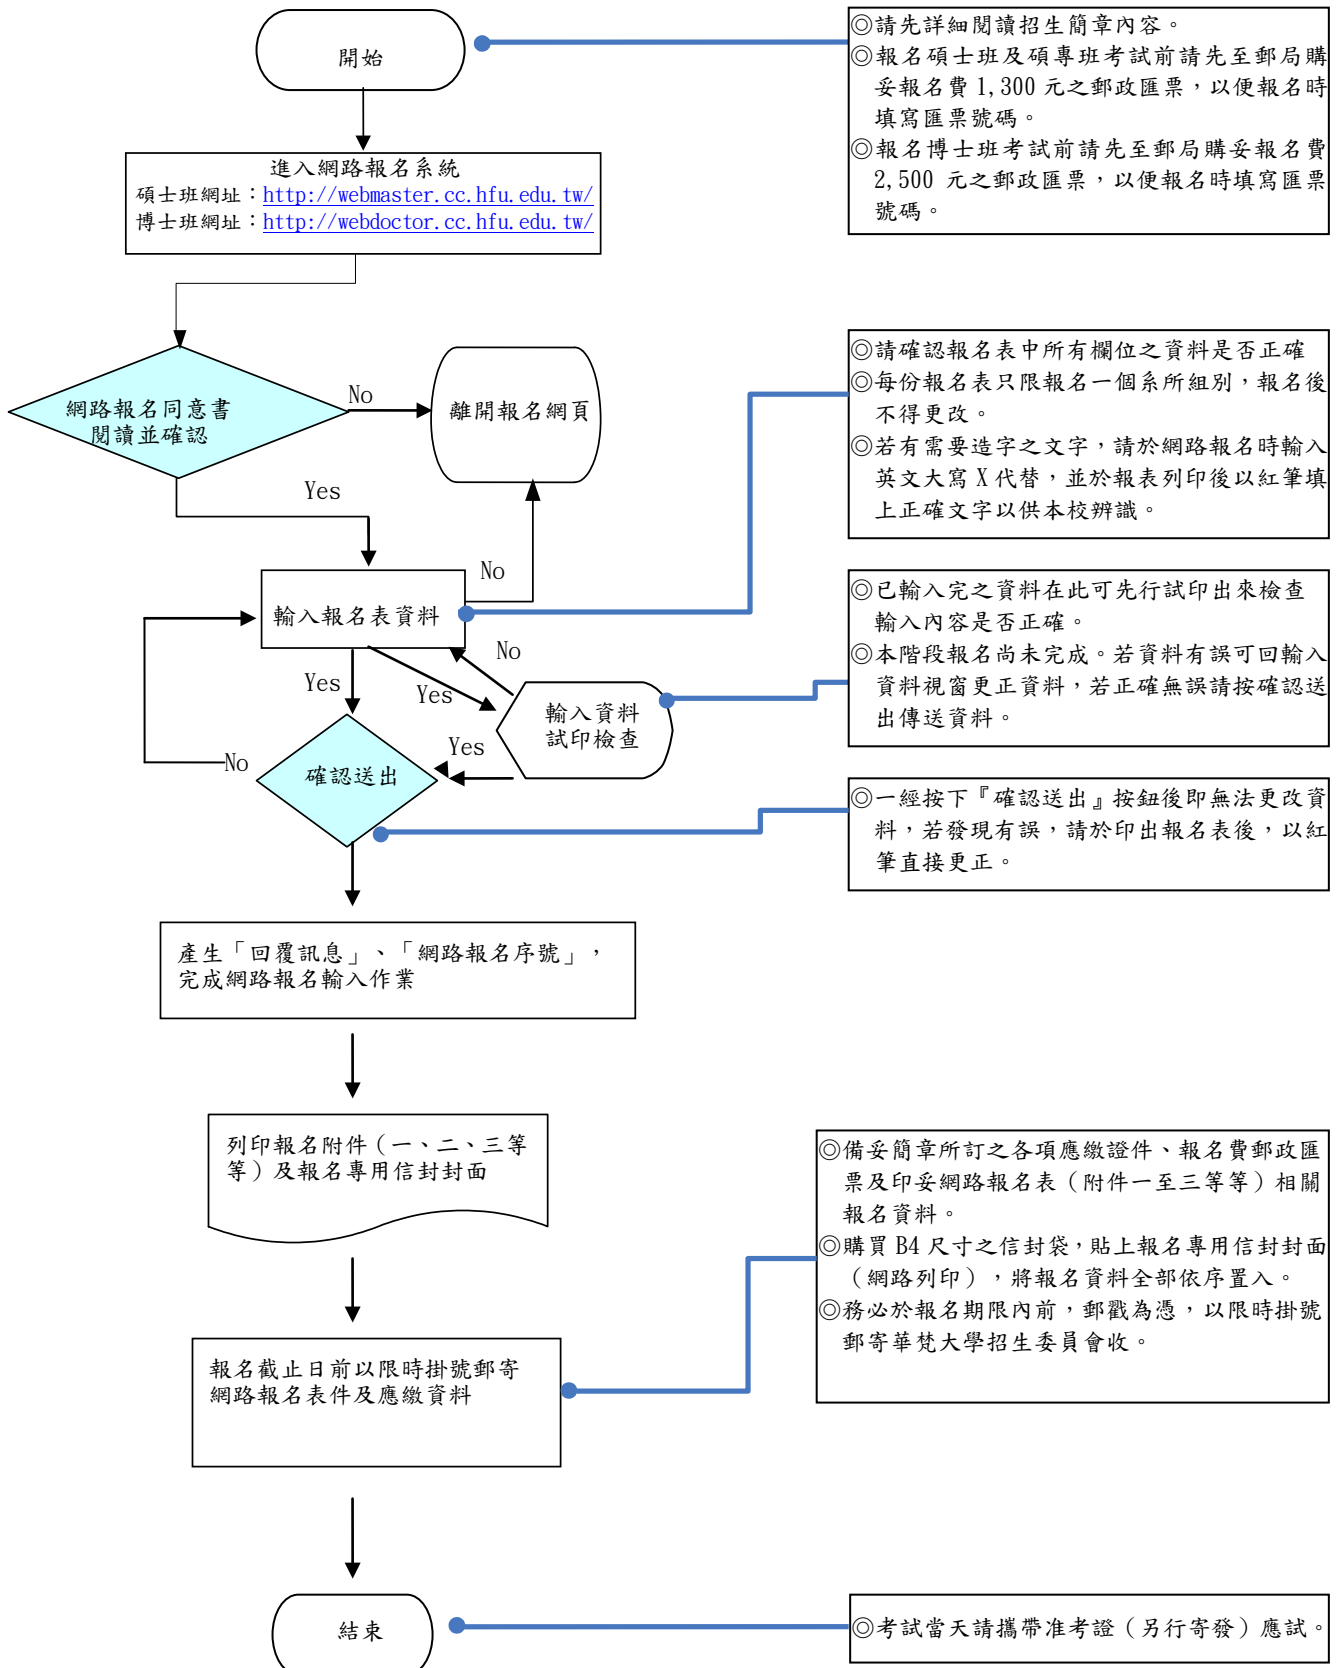 開始
◎請先詳細閱讀招生簡章內容。
◎報名碩士班及碩專班考試前請先至郵局購
妥報名費 1,300 元之郵政匯票，以便報名時
填寫匯票號碼。
◎報名博士班考試前請先至郵局購妥報名費
2,500 元之郵政匯票，以便報名時填寫匯票
號碼。
進入網路報名系統
碩士班網址：http://webmaster.cc.hfu.edu.tw/
博士班網址：http://webdoctor.cc.hfu.edu.tw/
網路報名同意書
閱讀並確認
No
離開報名網頁
Yes
◎請確認報名表中所有欄位之資料是否正確
◎每份報名表只限報名一個系所組別，報名後
不得更改。
◎若有需要造字之文字，請於網路報名時輸入
英文大寫 X 代替，並於報表列印後以紅筆填
上正確文字以供本校辨識。
No
輸入報名表資料
No
Yes
Yes
輸入資料
試印檢查
Yes
No
確認送出
◎已輸入完之資料在此可先行試印出來檢查
輸入內容是否正確。
◎本階段報名尚未完成。若資料有誤可回輸入
資料視窗更正資料，若正確無誤請按確認送
出傳送資料。
◎一經按下『確認送出』按鈕後即無法更改資
料，若發現有誤，請於印出報名表後，以紅
筆直接更正。
產生「回覆訊息」、「網路報名序號」，
完成網路報名輸入作業
列印報名附件（一、二、三等
等）及報名專用信封封面
◎備妥簡章所訂之各項應繳證件、報名費郵政匯
票及印妥網路報名表（附件一至三等等）相關
報名資料。
◎購買 B4 尺寸之信封袋，貼上報名專用信封封面
（網路列印），將報名資料全部依序置入。
◎務必於報名期限內前，郵戳為憑，以限時掛號
郵寄華梵大學招生委員會收。
報名截止日前以限時掛號郵寄
網路報名表件及應繳資料
結束
◎考試當天請攜帶准考證（另行寄發）應試。